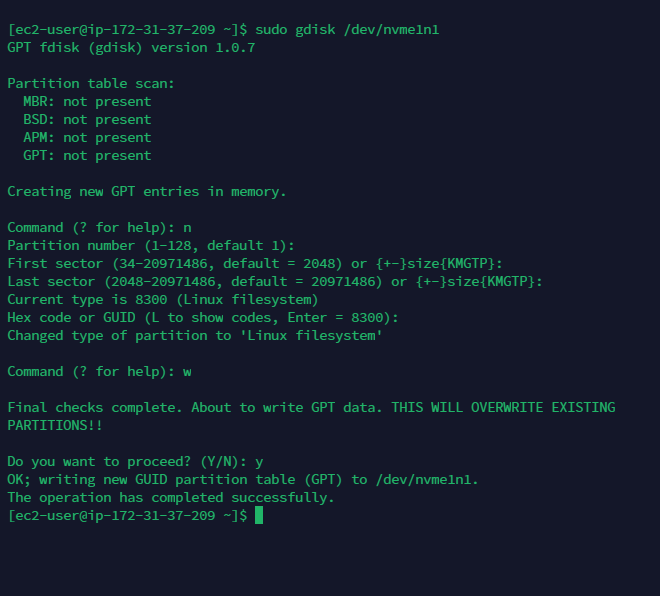 [ec2-user@ip-172-31-37-209 ~]$ sudo gdisk /dev/nvme1n1
GPT fdisk (gdisk) version 1.0.7
Partition table scan:
MBR: not present
BSD: not present
APM: not present
GPT: not present
Creating new GPT entries in memory.
Command (? for help): n
Partition number (1-128, default 1):
First sector (34-20971486, default = 2048) or {+-}size{KMGTP}:
Last sector (2048-20971486, default = 20971486) or {+-}size{KMGTP}:
Current type is 8300 (Linux filesystem)
Hex code or GUID (L to show codes, Enter = 8300):
Changed type of partition to 'Linux filesystem'
Command (? for help): w
Final checks complete. About to write GPT data. THIS WILL OVERWRITE EXISTING
PARTITIONS!!
Do you want to proceed? (Y/N): y
OK; writing new GUID partition table (GPT) to /dev/nvme1n1.
The operation has completed successfully.
[ec2-user@ip-172-31-37-209 ~]$